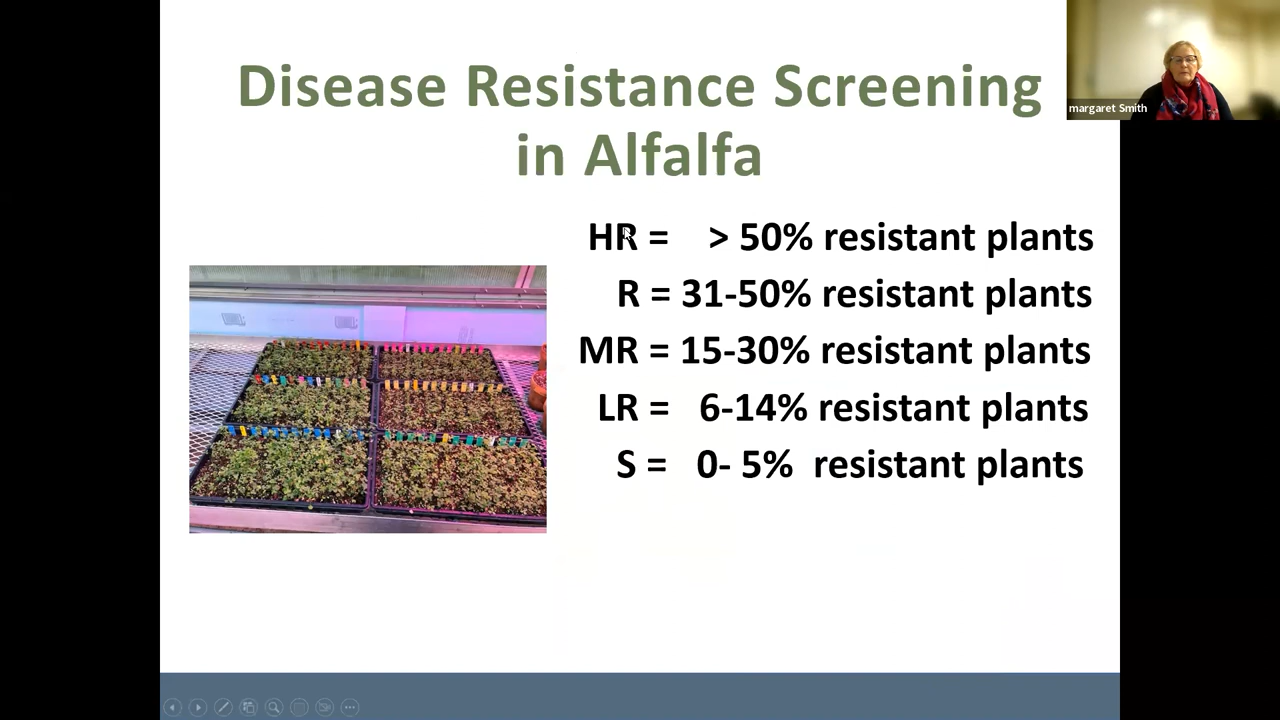 Disease Resistance Screening
in Alfalfa
margaret Smith
HR = > 50% resistant plants
R = 31-50% resistant plants
MR = 15-30% resistant plants
LR = 6-14% resistant plants
S = 0- 5% resistant plants